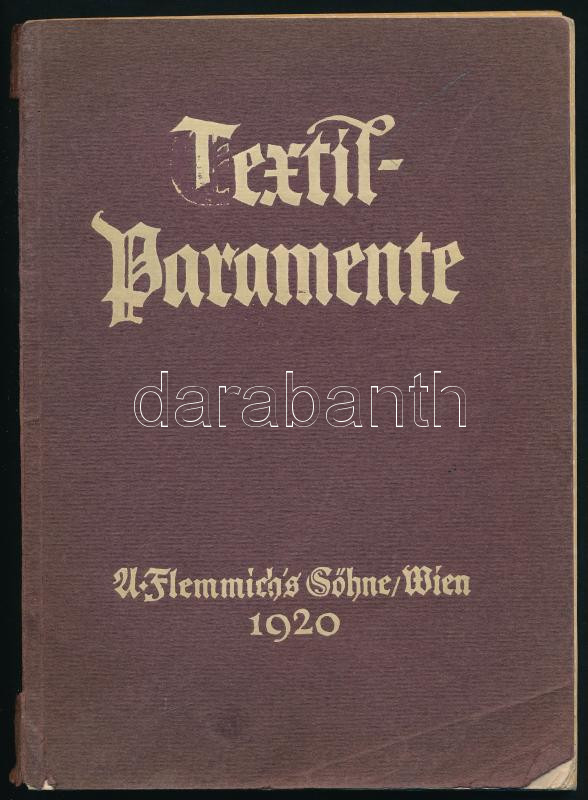 Textil-
Paramente
darabanth
A. Flemmich's Söhne/Wien
1920